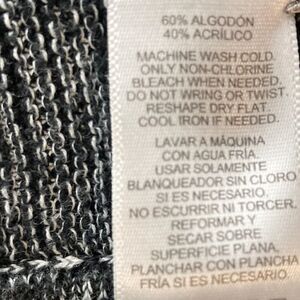 60% ALGODÓN
40% ACRÍLICO
MACHINE WASH COLD.
ONLY NON-CHLORINE
BLEACH WHEN NEEDED.
DO NOT WRING OR TWIST.
RESHAPE DRY FLAT.
COOL IRON IF NEEDED.
LAVAR A MÁQUINA
CON AGUA FRÍA.
USAR SOLAMENTE
BLANQUEADOR SIN CLORO
SI ES NECESARIO.
NO ESCURRIR NI TORCER.
REFORMAR Y
SECAR SOBRE
SUPERFICIE PLANA.
PLANCHAR CON PLANCHA
FRÍA SI ES NECESARIO.